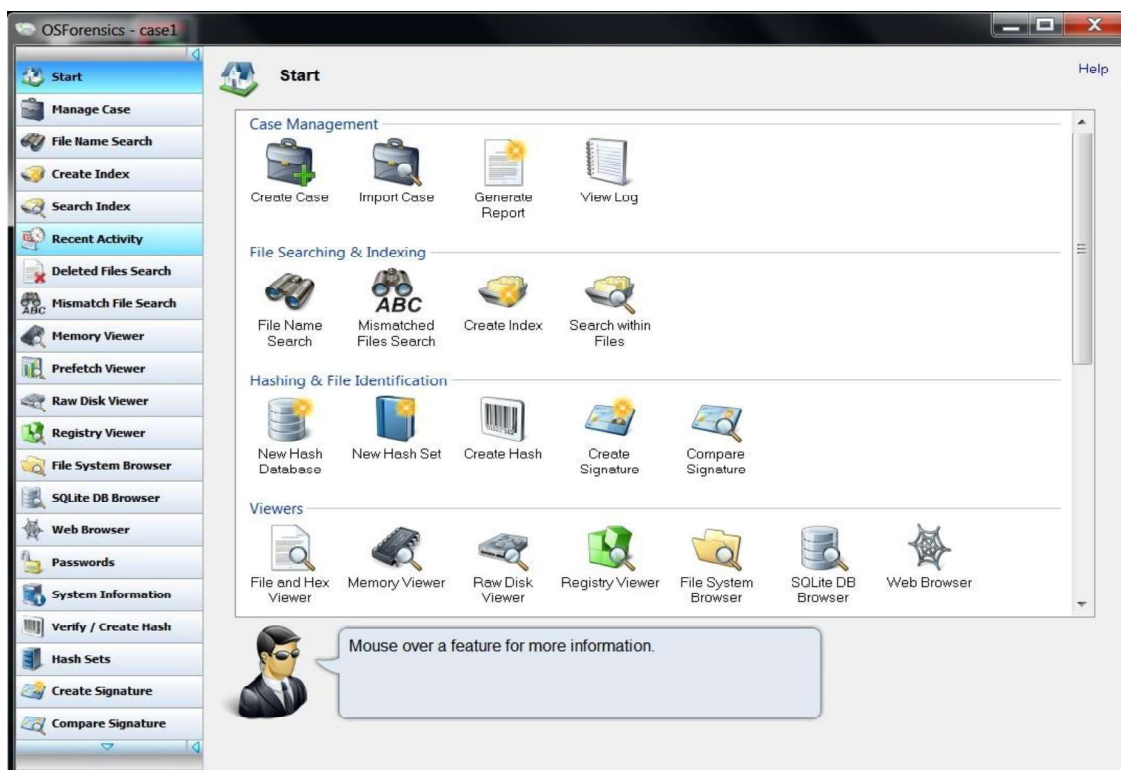 OSForensics - case1
Start
Manage Case
File Name Search
Create Index
Search Index
Recent Activity
Deleted Files Search
ABC Mismatch File Search
Memory Viewer
Prefetch Viewer
Raw Disk Viewer
Registry Viewer
File System Browser
SQLite DB Browser
Web Browser
Passwords
System Information
Verify / Create Hash
Hash Sets
Create Signature
Compare Signature
Start
Help
Case Management
Create Case
Import Case
Generate
Report
View Log
File Searching & Indexing
File Name
Search
ABC
Mismatched
Files Search
Create Index
Search within
Files
Hashing & File Identification
New Hash
Database
New Hash Set
Create Hash
Create
Signature
Compare
Signature
Viewers
File and Hex
Viewer
Memory Viewer
Raw Disk
Viewer
Registry Viewer
File System
Browser
SQLite DB
Browser
Web Browser
Mouse over a feature for more information.